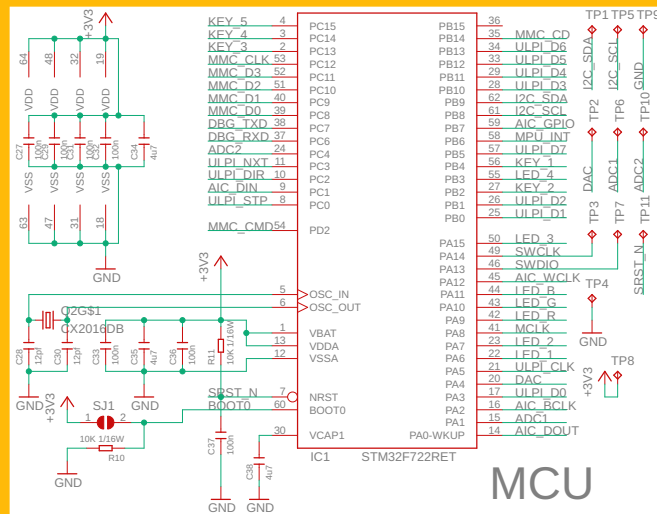 TP1 TP5 TP9
+3V3
64 48 32 19
VDD VDD VDD VDD
C27 100n
C29 100n
C31 100n
C32 100n
C34 4u7
VSS VSS VSS VSS
63 47 31 18
GND
KEY_5 4 PC15
KEY_4 3 PC14
KEY_3 2 PC13
MMC_CLK 53 PC12
MMC_D3 52 PC11
MMC_D2 51 PC10
MMC_D1 40 PC9
MMC_D0 39 PC8
DBG_TXD 38 PC7
DBG_RXD 37 PC6
ADC2 24 PC4
ULPI_NXT 11 PC3
ULPI_DIR 10 PC2
AIC_DIN 9 PC1
ULPI_STP 8 PC0
MMC_CMD 54 PD2
5 OSC_IN
6 OSC_OUT
1 VBAT
13 VDDA
12 VSSA
SRST_N 7 NRST
BOOT0 60 BOOT0
30 VCAP1
PB15 36
PB14 35 MMC_CD
PB13 34 ULPI_D6
PB12 33 ULPI_D5
PB11 29 ULPI_D4
PB10 28 ULPI_D3
PB9 62 I2C_SDA
PB8 61 I2C_SCL
PB7 59 AIC_GPIO
PB6 58 MPU_INT
PB5 57 ULPI_D7
PB4 56 KEY_1
PB3 55 LED_4
PB2 27 KEY_2
PB1 26 ULPI_D2
PB0 25 ULPI_D1
PA15 50 LED_3
PA14 49 SWCLK
PA13 46 SWDIO
PA12 45 AIC_WCLK
PA11 44 LED_B
PA10 43 LED_G
PA9 42 LED_R
PA8 41 MCLK
PA7 23 LED_2
PA6 22 LED_1
PA5 21 ULPI_CLK
PA4 20 DAC
PA3 17 ULPI_D0
PA2 16 AIC_BCLK
PA1 15 ADC1
PA0-WKUP 14 AIC_DOUT
IC1 STM32F722RET
I2C_SDA I2C_SCL GND
TP2 TP6 TP10
DAC ADC1 ADC2
TP3 TP7 TP11
SRST_N
TP4
GND
TP8
+3V3
+3V3
Q2G$1
CX2016DB
C28 12pf
C30 12pf
C33 100n
C35 4u7
C36 100n
R11 10K 1/16W
GND GND
+3V3
SJ1
1 2
10K 1/16W
R10
GND
C37 100n
GND
C38 4u7
GND
MCU